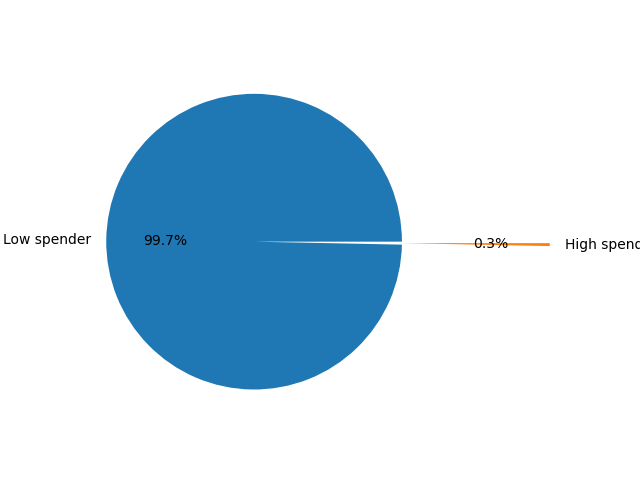 Low spender
99.7%
0.3%
High spend